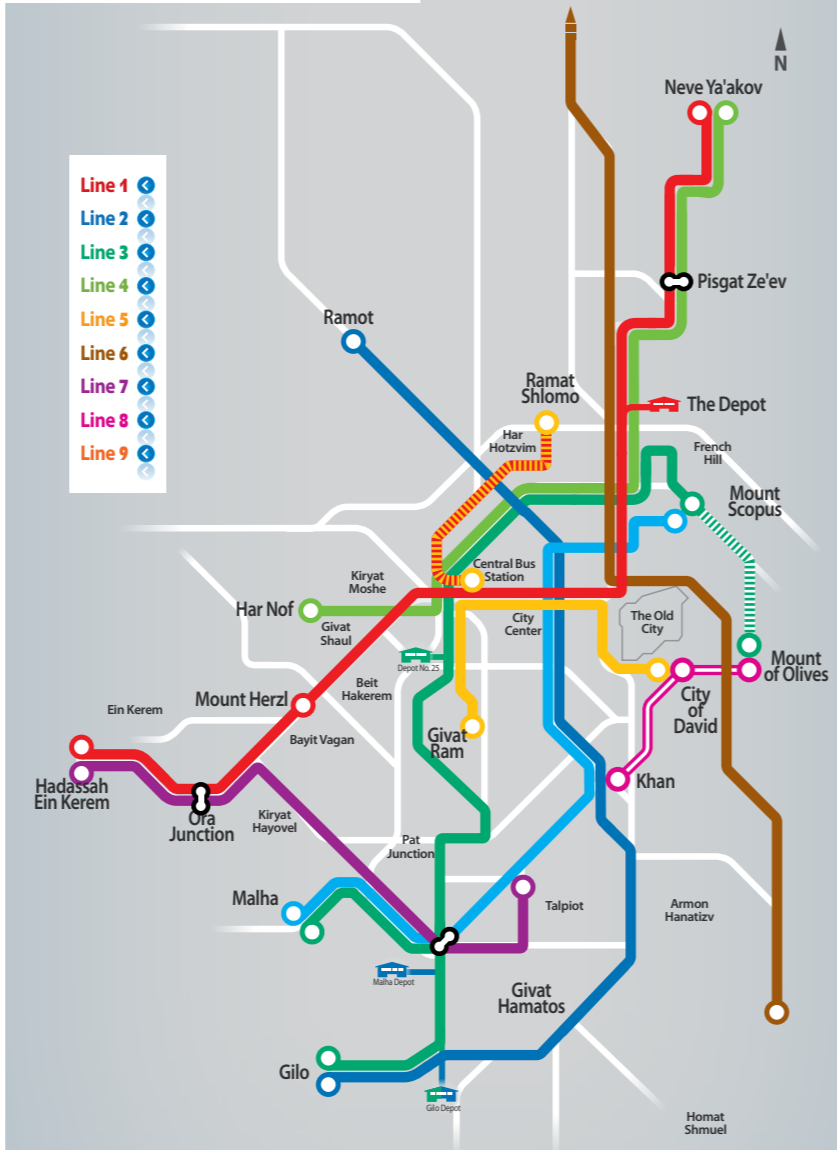 N
Neve Ya'akov
Line 1
Line 2
Line 3
Line 4
Line 5
Line 6
Line 7
Line 8
Line 9
Pisgat Ze'ev
Ramot
Ramat
Shlomo
The Depot
Har
Hotzvim
French
Hill
Mount
Scopus
Central Bus
Station
Kiryat
Moshe
Har Nof
Givat
Shaul
City
Center
The Old
City
Depot No. 25
Beit
Hakerem
Mount
of Olives
City
of
David
Mount Herzl
Ein Kerem
Bayit Vagan
Givat
Ram
Khan
Hadassah
Ein Kerem
Ora
Junction
Kiryat
Hayovel
Pat
Junction
Malha
Talpiot
Armon
Hanatizv
Malha Depot
Givat
Hamatos
Gilo
Gilo Depot
Homat
Shmuel